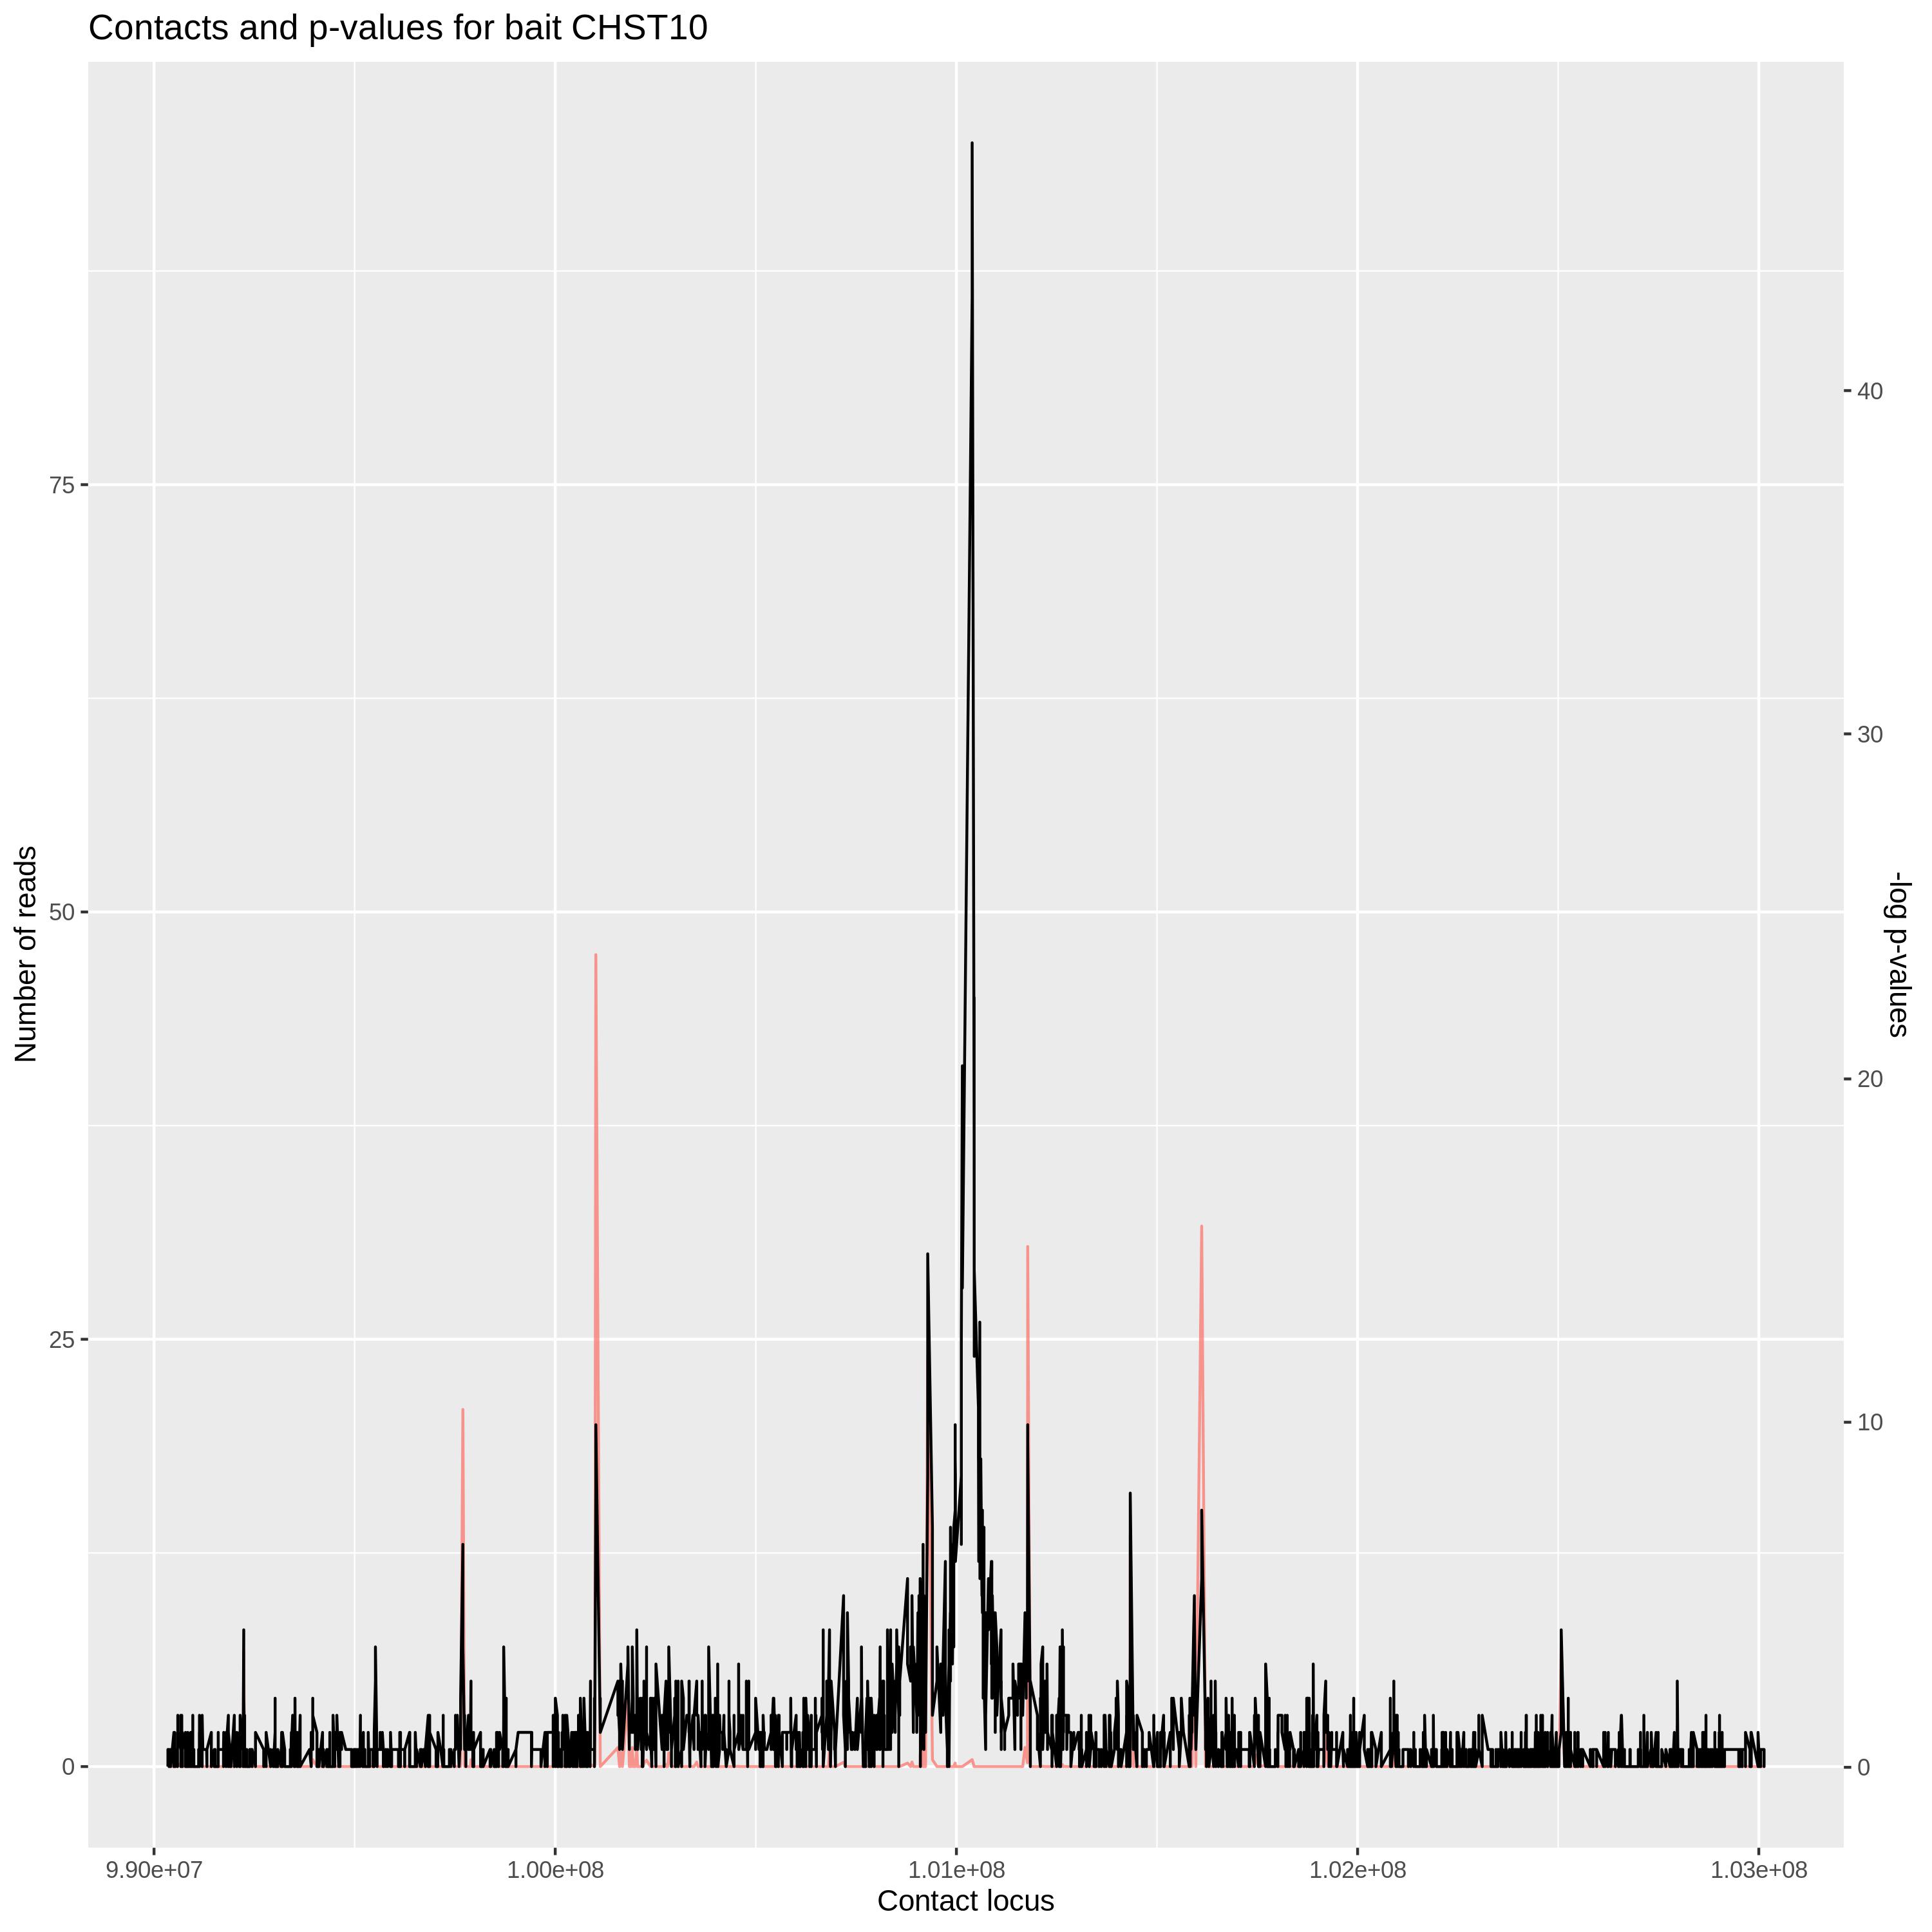 Contacts and p-values for bait CHST10
Number of reads
75
50
25
0
40
30
20
10
0
-log p-values
9.90e+07
1.00e+08
1.01e+08
1.02e+08
1.03e+08
Contact locus